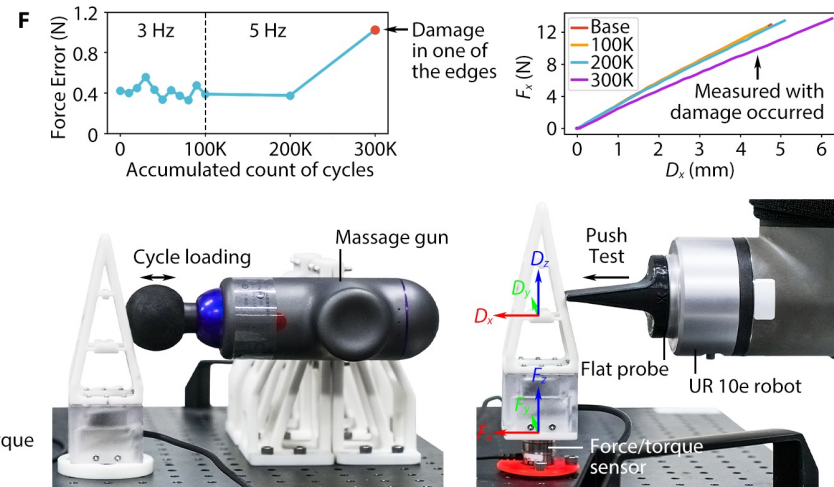 F
Force Error (N)
1.2
0.8
0.4
0
3 Hz
5 Hz
Damage
in one of
the edges
0
100K
200K
300K
Accumulated count of cycles
Fx (N)
12
8
4
0
Base
100K
200K
300K
Measured with
damage occurred
0
1
2
3
4
5
6
Dx (mm)
Cycle loading
Massage gun
Push
Test
Dz
Dy
Dx
Flat probe
UR 10e robot
Fz
Fy
Fx
Force/torque
sensor
rque